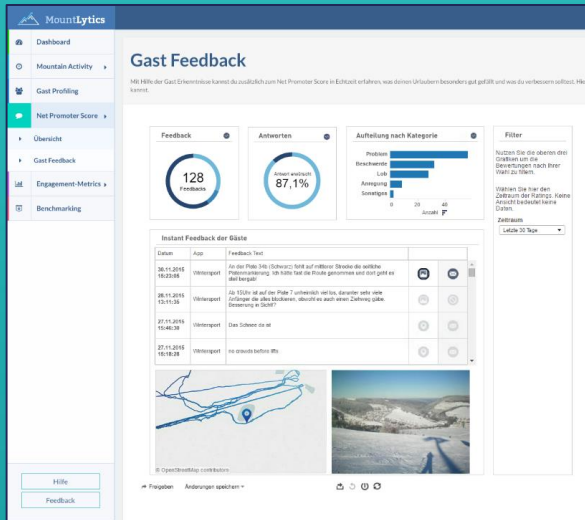 MountLytics
Dashboard
Mountain Activity
Gast Profiling
Net Promoter Score
Übersicht
Gast Feedback
Engagement-Metrics
Benchmarking
Hilfe
Feedback
Gast Feedback
Mit Hilfe der Gast Erkenntnisse kannst du zusätzlich zum Net Promoter Score in Echtzeit erfahren, was deinen Urlaubern besonders gut gefällt und was du verbessern solltest. Hie
kannst.
Feedback
128
Feedbacks
Antworten
Antwort erwünscht
87,1%
Aufteilung nach Kategorie
Problem
Beschwerde
Lob
Anregung
Sonstiges
0 20 40
Anzahl
Filter
Nutzen Sie die oberen drei
Grafiken um die
Bewertungen nach Ihrer
Wahl zu filtern.
Wählen Sie hier den
Zeitraum der Ratings. Keine
Ansicht bedeutet keine
Daten.
Zeitraum
Letzte 30 Tage
Instant Feedback der Gäste
Datum App Feedback Text
30.11.2015
15:23:05
Wintersport
An der Piste 34b (Schwarz) fehlt auf mittlerer Strecke die seitliche
Pistenmarkierung. Ich hätte fast die Route genommen und dort geht es
steil bergab!
28.11.2015
13:11:35
Wintersport
Ab 15Uhr ist auf der Piste 7 unheimlich viel los, darunter sehr viele
Anfänger die alles blockieren, obwohl es auch einen Ziehweg gäbe.
Besserung in Sicht?
27.11.2015
15:46:30
Wintersport
Das Schnee da ist
27.11.2015
15:18:28
Wintersport
no crowds before lifts
© OpenStreetMap contributors
Freigeben Änderungen speichern